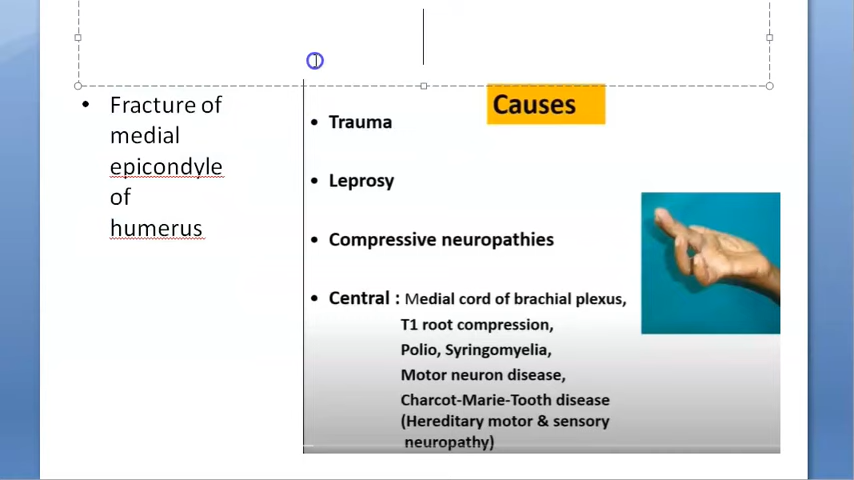 • Fracture of
medial
epicondyle
of
humerus
Causes
• Trauma
• Leprosy
• Compressive neuropathies
• Central : Medial cord of brachial plexus,
T1 root compression,
Polio, Syringomyelia,
Motor neuron disease,
Charcot-Marie-Tooth disease
(Hereditary motor & sensory
neuropathy)